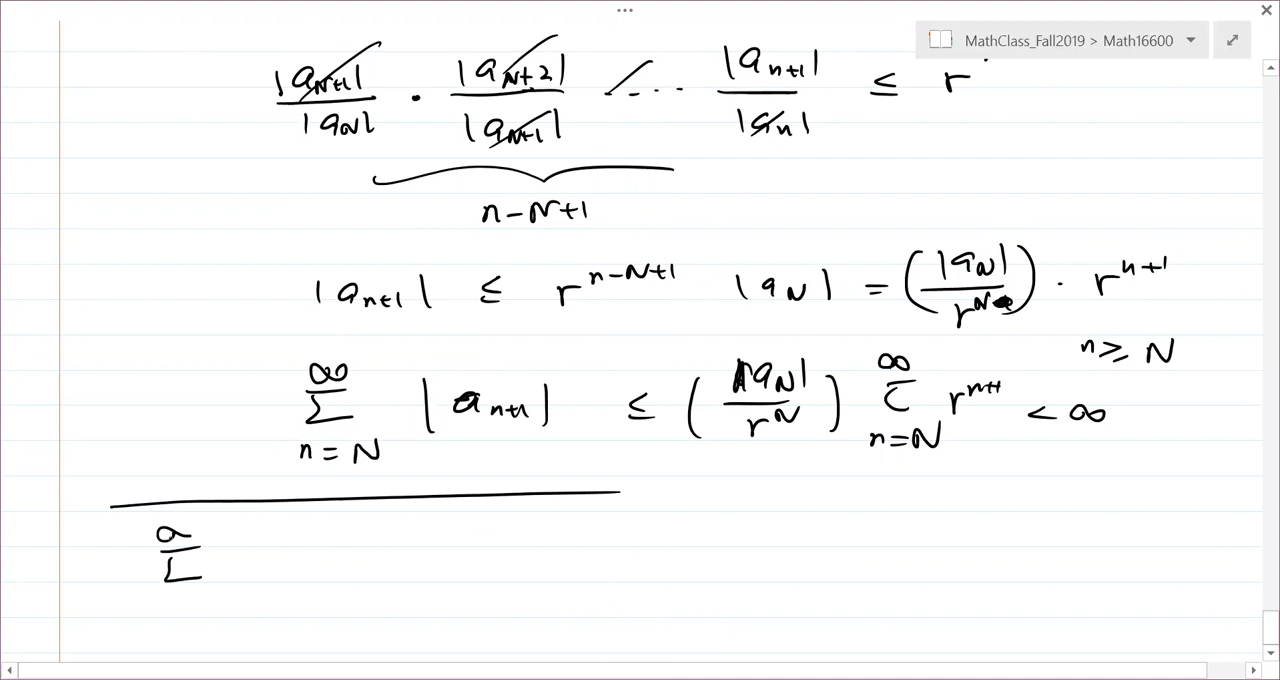 MathClass_Fall2019 > Math16600
|a_{N+1}|/|a_N| · |a_{N+2}|/|a_{N+1}| ... |a_{n+1}|/|a_n| ≤ r
n-N+1
|a_{n+1}| ≤ r^{n-N+1} |a_N| = (|a_N|/r^N) · r^{n+1}
n ≥ N
∑_{n=N}^{∞} |a_{n+1}| ≤ (|a_N|/r^N) ∑_{n=N}^{∞} r^{n+1} < ∞
∑